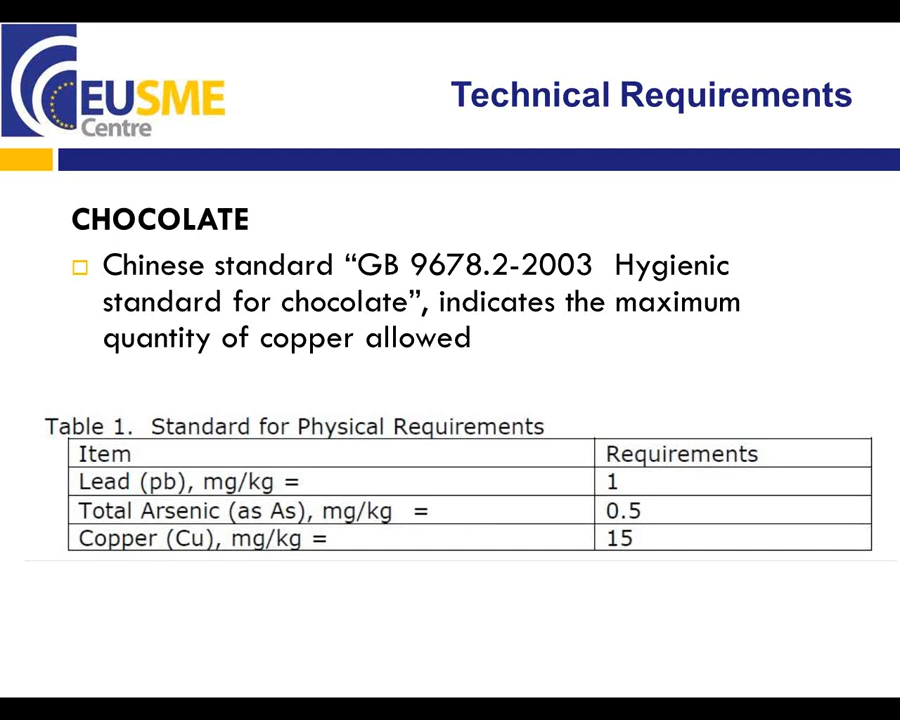 EUSME
Centre
Technical Requirements
CHOCOLATE
Chinese standard “GB 9678.2-2003 Hygienic
standard for chocolate”, indicates the maximum
quantity of copper allowed
Table 1. Standard for Physical Requirements
Item Requirements
Lead (pb), mg/kg = 1
Total Arsenic (as As), mg/kg = 0.5
Copper (Cu), mg/kg = 15